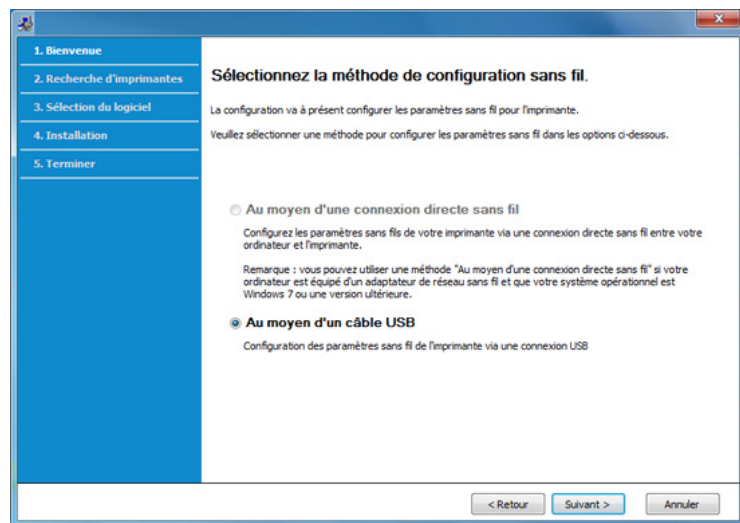 1. Bienvenue
2. Recherche d'imprimantes
3. Sélection du logiciel
4. Installation
5. Terminer
Sélectionnez la méthode de configuration sans fil.
La configuration va à présent configurer les paramètres sans fil pour l'imprimante.
Veuillez sélectionner une méthode pour configurer les paramètres sans fil dans les options ci-dessous.
Au moyen d'une connexion directe sans fil
Configurez les paramètres sans fils de votre imprimante via une connexion directe sans fil entre votre
ordinateur et l'imprimante.
Remarque : vous pouvez utiliser une méthode "Au moyen d'une connexion directe sans fil" si votre
ordinateur est équipé d'un adaptateur de réseau sans fil et que votre système opérationnel est
Windows 7 ou une version ultérieure.
Au moyen d'un câble USB
Configuration des paramètres sans fil de l'imprimante via une connexion USB
< Retour
Suivant >
Annuler